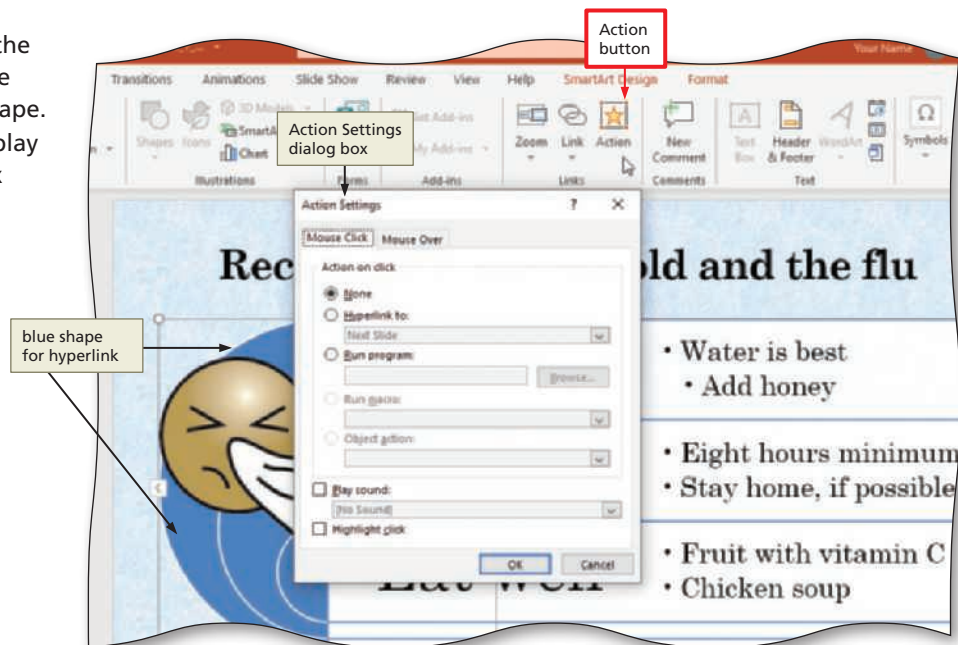 the
e
ape.
play
x
Action
button
Your Name
Transitions Animations Slide Show Review View Help SmartArt Design Format
Shapes Icons 3D Models
SmartA
Chart
Illustrations
Forms
Get Add-ins
My Add-ins
Add-ins
Zoom Link Action
Links
New
Comment
Comments
Text
Box
Header
& Footer
WordArt
Text
Symbols
Action Settings
dialog box
Action Settings ? ×
Mouse Click Mouse Over
Action on click
None
Hyperlink to:
Next Slide
Run program:
Browse...
Run macro:
Object action:
Play sound:
[No Sound]
Highlight click
OK Cancel
Rec old and the flu
blue shape
for hyperlink
• Water is best
• Add honey
• Eight hours minimum
• Stay home, if possible
Eat well
• Fruit with vitamin C
• Chicken soup